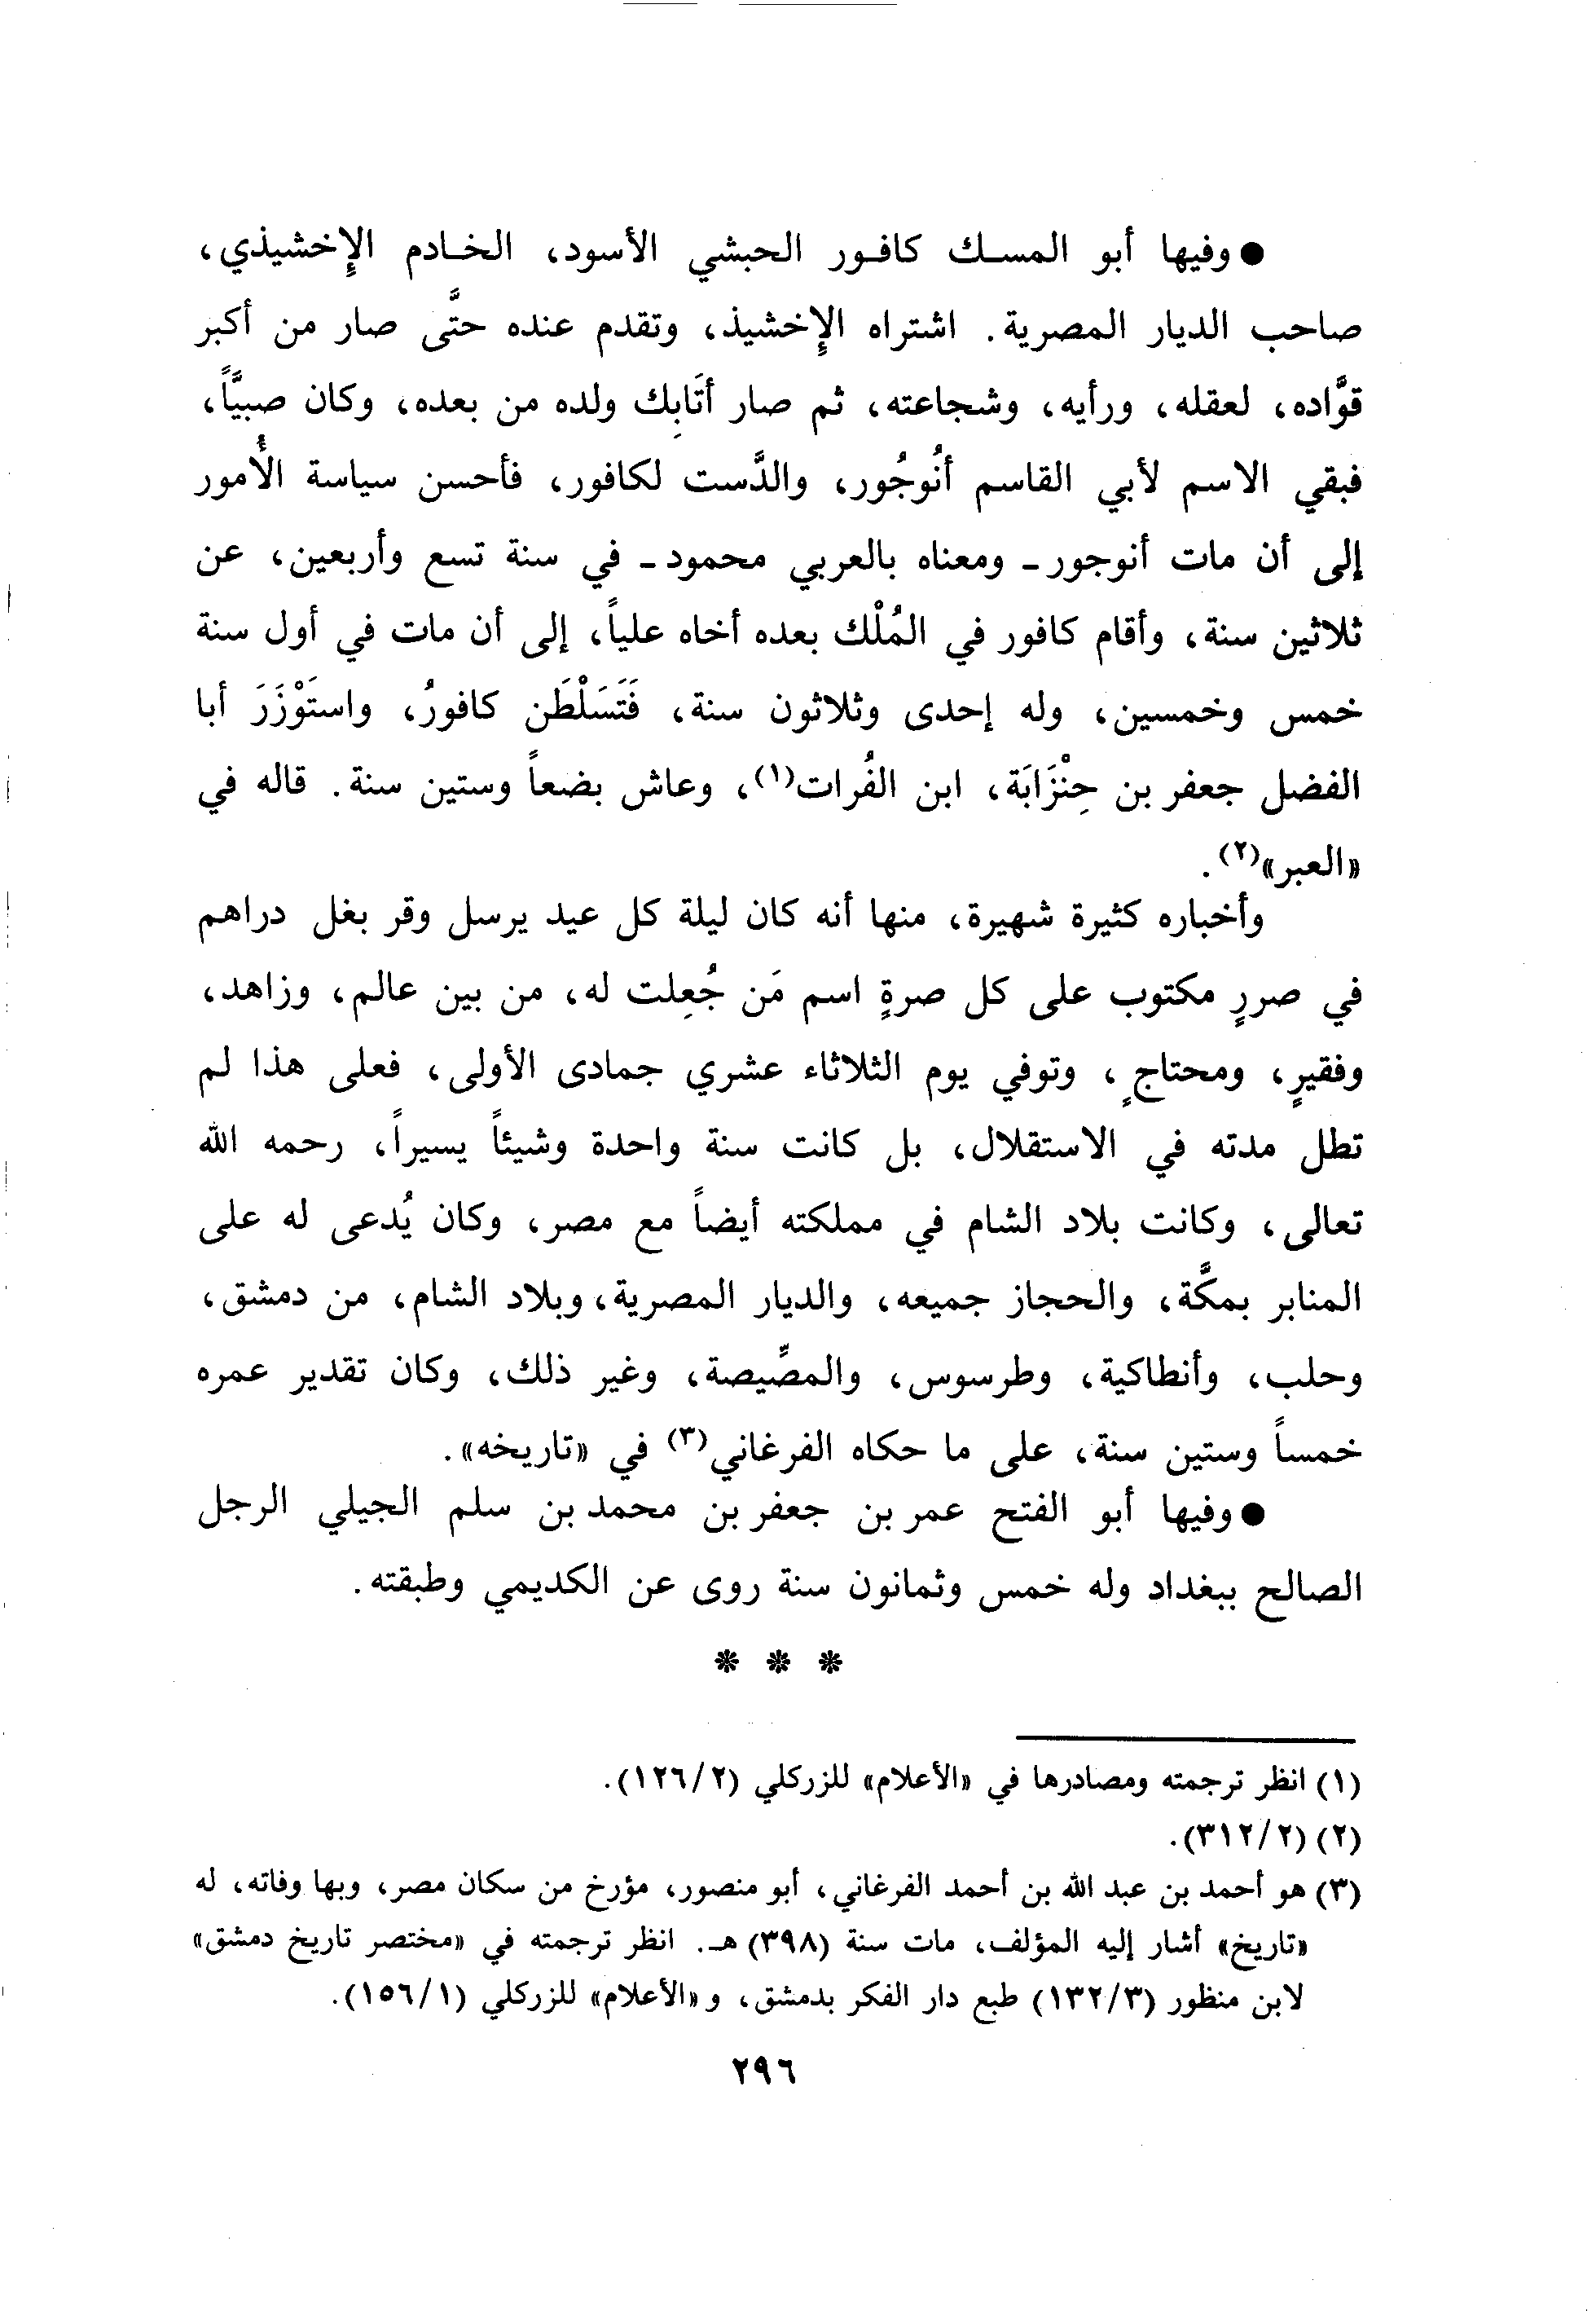 ● وفيها أبو المسك كافور الحبشي الأسود، الخادم الإِخشيذي،
صاحب الديار المصرية. اشتراه الإِخشيذ، وتقدم عنده حتَّى صار من أكبر
قوَّاده، لعقله، ورأيه، وشجاعته، ثم صار أتَابِك ولده من بعده، وكان صبيَّاً،
فبقي الاسم لأبي القاسم أنُوجُور، والدَّست لكافور، فأحسن سياسة الأُمور
إلى أن مات أنوجور - ومعناه بالعربي محمود - في سنة تسع وأربعين، عن
ثلاثين سنة، وأقام كافور في المُلْك بعده أخاه علياً، إلى أن مات في أول سنة
خمس وخمسين، وله إحدى وثلاثون سنة، فَتَسَلْطَن كافورُ، واستَوْزَرَ أبا
الفضل جعفر بن حِنْزَابَة، ابن الفُرات(١)، وعاش بضعاً وستين سنة. قاله في
«العبر»(٢).
وأخباره كثيرة شهيرة، منها أنه كان ليلة كل عيد يرسل وقر بغل دراهم
في صررٍ مكتوب على كل صرةٍ اسم مَن جُعِلت له، من بين عالم، وزاهد،
وفقيرٍ، ومحتاجٍ، وتوفي يوم الثلاثاء عشري جمادى الأولى، فعلى هذا لم
تطل مدته في الاستقلال، بل كانت سنة واحدة وشيئاً يسيراً، رحمه الله
تعالى، وكانت بلاد الشام في مملكته أيضاً مع مصر، وكان يُدعى له على
المنابر بمكَّة، والحجاز جميعه، والديار المصرية، وبلاد الشام، من دمشق،
وحلب، وأنطاكية، وطرسوس، والمصِّيصة، وغير ذلك، وكان تقدير عمره
خمساً وستين سنة، على ما حكاه الفرغاني(٣) في «تاريخه».
● وفيها أبو الفتح عمر بن جعفر بن محمد بن سلم الجيلي الرجل
الصالح ببغداد وله خمس وثمانون سنة روى عن الكديمي وطبقته.
* * *
(١) انظر ترجمته ومصادرها في «الأعلام» للزركلي (١٢٦/٢).
(٢) (٣١٢/٢).
(٣) هو أحمد بن عبد الله بن أحمد الفرغاني، أبو منصور، مؤرخ من سكان مصر، وبها وفاته، له
«تاريخ» أشار إليه المؤلف، مات سنة (٣٩٨) هـ. انظر ترجمته في «مختصر تاريخ دمشق»
لابن منظور (١٣٢/٣) طبع دار الفكر بدمشق، و«الأعلام» للزركلي (١٥٦/١).
٢٩٦